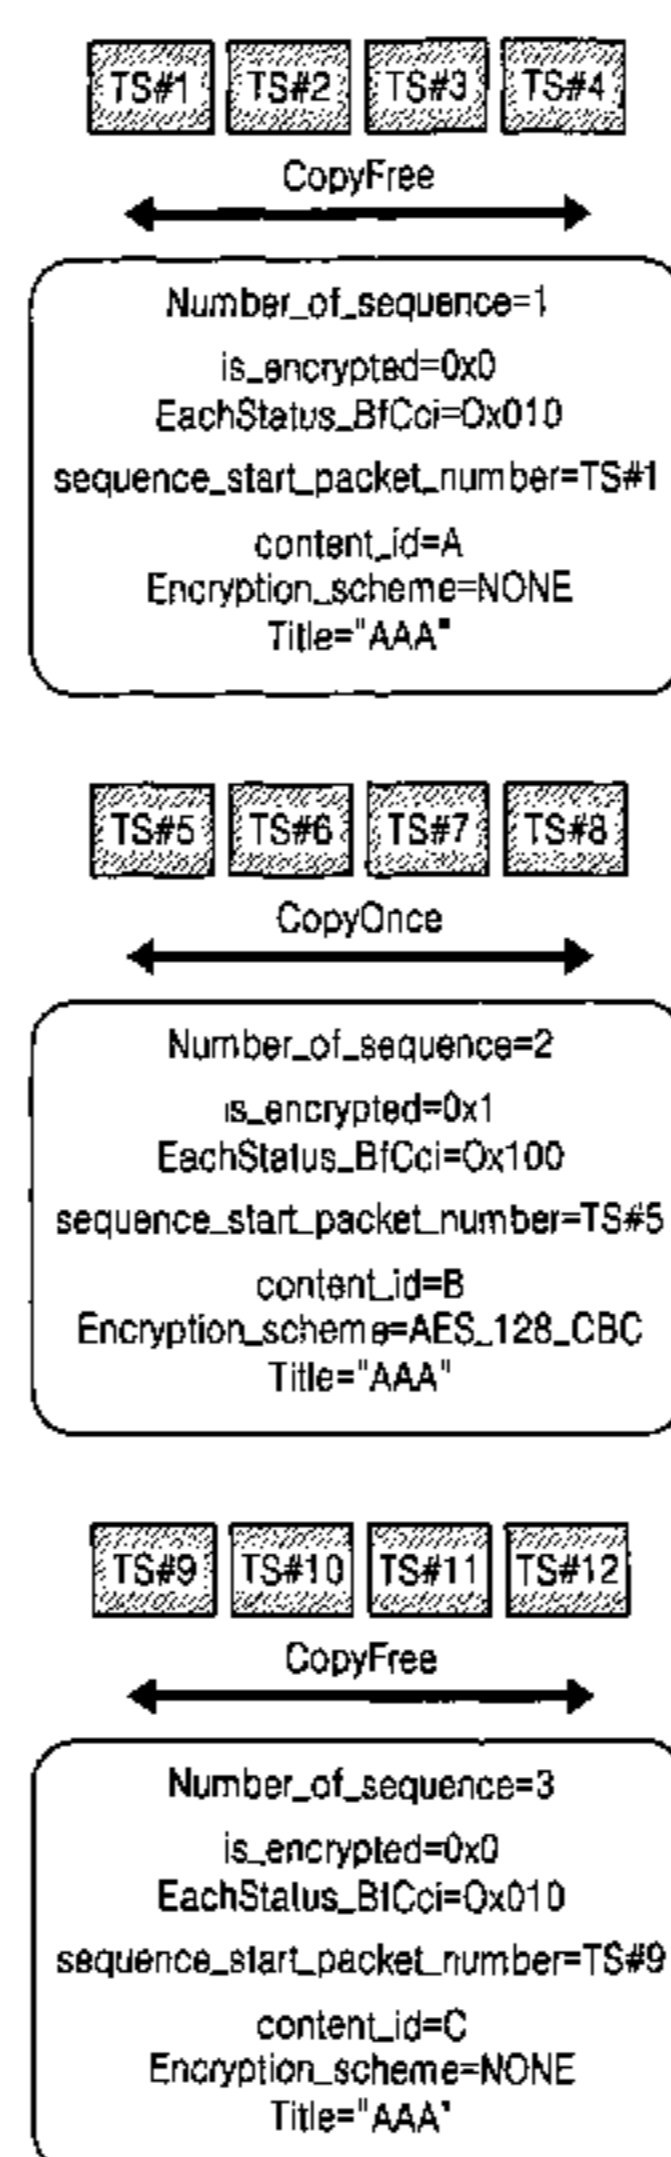 TS#1 TS#2 TS#3 TS#4
CopyFree
Number_of_sequence=1
is_encrypted=0x0
EachStatus_BfCci=0x010
sequence_start_packet_number=TS#1
content_id=A
Encryption_scheme=NONE
Title="AAA"
TS#5 TS#6 TS#7 TS#8
CopyOnce
Number_of_sequence=2
is_encrypted=0x1
EachStatus_BfCci=0x100
sequence_start_packet_number=TS#5
content_id=B
Encryption_scheme=AES_128_CBC
Title="AAA"
TS#9 TS#10 TS#11 TS#12
CopyFree
Number_of_sequence=3
is_encrypted=0x0
EachStatus_BfCci=0x010
sequence_start_packet_number=TS#9
content_id=C
Encryption_scheme=NONE
Title="AAA"